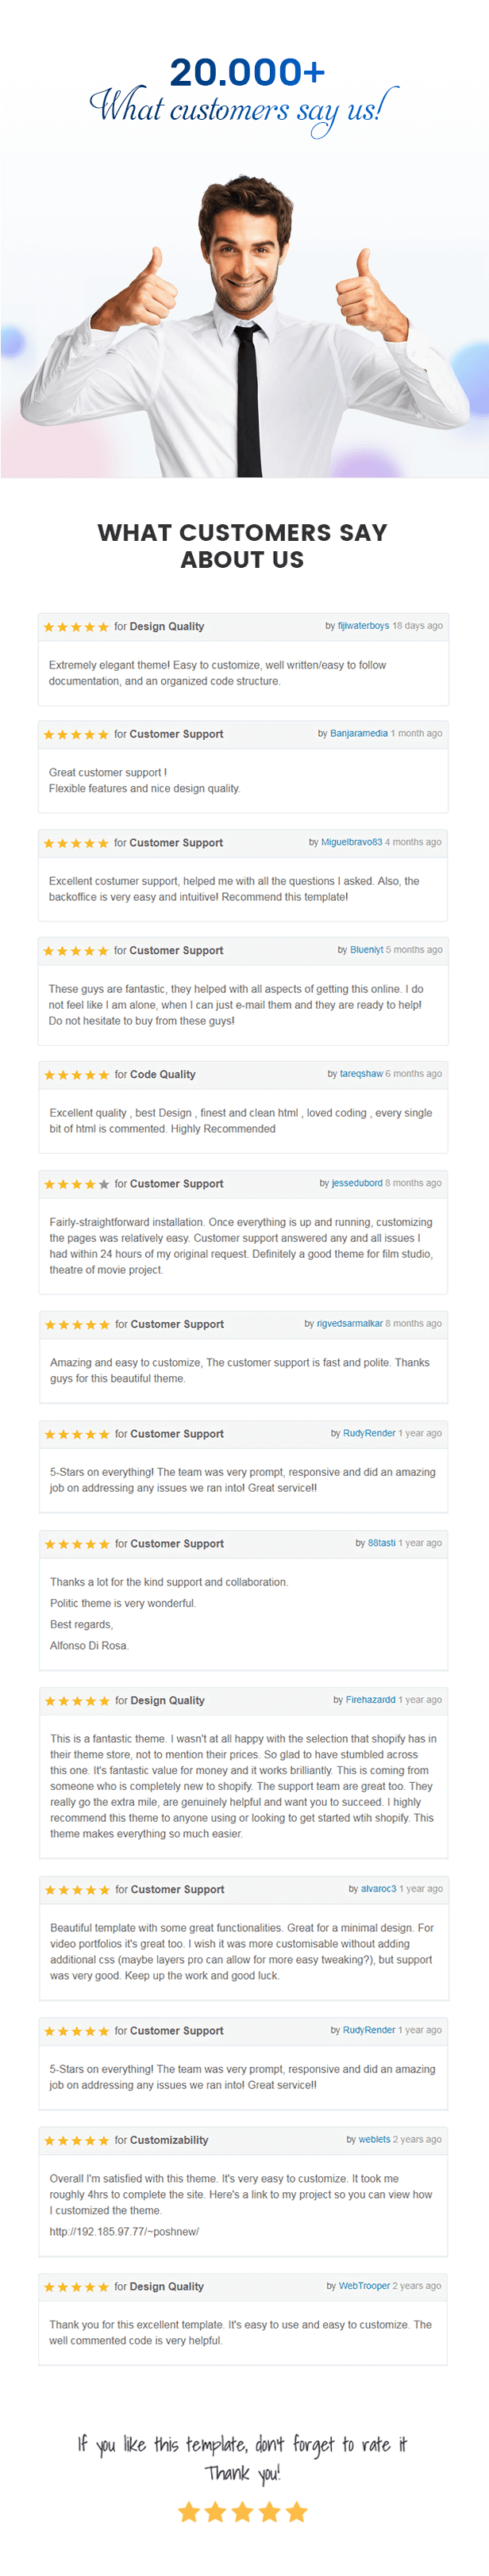 20.000+
What customers say us!
WHAT CUSTOMERS SAY
ABOUT US
for Design Quality by fijiwaterboys 18 days ago
Extremely elegant theme! Easy to customize, well written/easy to follow
documentation, and an organized code structure.
for Customer Support by Banjaramedia 1 month ago
Great customer support !
Flexible features and nice design quality.
for Customer Support by Miguelbravo83 4 months ago
Excellent costumer support, helped me with all the questions I asked. Also, the
backoffice is very easy and intuitive! Recommend this template!
for Customer Support by Blueniyt 5 months ago
These guys are fantastic, they helped with all aspects of getting this online. I do
not feel like I am alone, when I can just e-mail them and they are ready to help!
Do not hesitate to buy from these guys!
for Code Quality by tareqshaw 6 months ago
Excellent quality , best Design , finest and clean html , loved coding , every single
bit of html is commented. Highly Recommended
for Customer Support by jessedubord 8 months ago
Fairly-straightforward installation. Once everything is up and running, customizing
the pages was relatively easy. Customer support answered any and all issues I
had within 24 hours of my original request. Definitely a good theme for film studio,
theatre of movie project.
for Customer Support by rigvedsarmalkar 8 months ago
Amazing and easy to customize, The customer support is fast and polite. Thanks
guys for this beautiful theme.
for Customer Support by RudyRender 1 year ago
5-Stars on everything! The team was very prompt, responsive and did an amazing
job on addressing any issues we ran into! Great service!!
for Customer Support by 88tasti 1 year ago
Thanks a lot for the kind support and collaboration.
Politic theme is very wonderful.
Best regards,
Alfonso Di Rosa.
for Design Quality by Firehazardd 1 year ago
This is a fantastic theme. I wasn't at all happy with the selection that shopify has in
their theme store, not to mention their prices. So glad to have stumbled across
this one. It's fantastic value for money and it works brilliantly. This is coming from
someone who is completely new to shopify. The support team are great too. They
really go the extra mile, are genuinely helpful and want you to succeed. I highly
recommend this theme to anyone using or looking to get started wtih shopify. This
theme makes everything so much easier.
for Customer Support by alvaroc3 1 year ago
Beautiful template with some great functionalities. Great for a minimal design. For
video portfolios it's great too. I wish it was more customisable without adding
additional css (maybe layers pro can allow for more easy tweaking?), but support
was very good. Keep up the work and good luck.
for Customer Support by RudyRender 1 year ago
5-Stars on everything! The team was very prompt, responsive and did an amazing
job on addressing any issues we ran into! Great service!!
for Customizability by weblets 2 years ago
Overall I'm satisfied with this theme. It's very easy to customize. It took me
roughly 4hrs to complete the site. Here's a link to my project so you can view how
I customized the theme.
http://192.185.97.77/~poshnew/
for Design Quality by WebTrooper 2 years ago
Thank you for this excellent template. It's easy to use and easy to customize. The
well commented code is very helpful.
If you like this template, don't forget to rate it
Thank you!